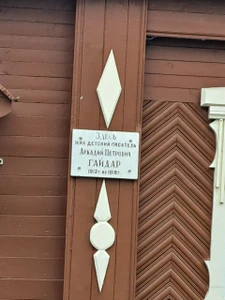 ЗДЕСЬ
ЖИЛ ДЕТСКИЙ ПИСАТЕЛЬ
АРКАДИЙ ПЕТРОВИЧ
ГАЙДАР